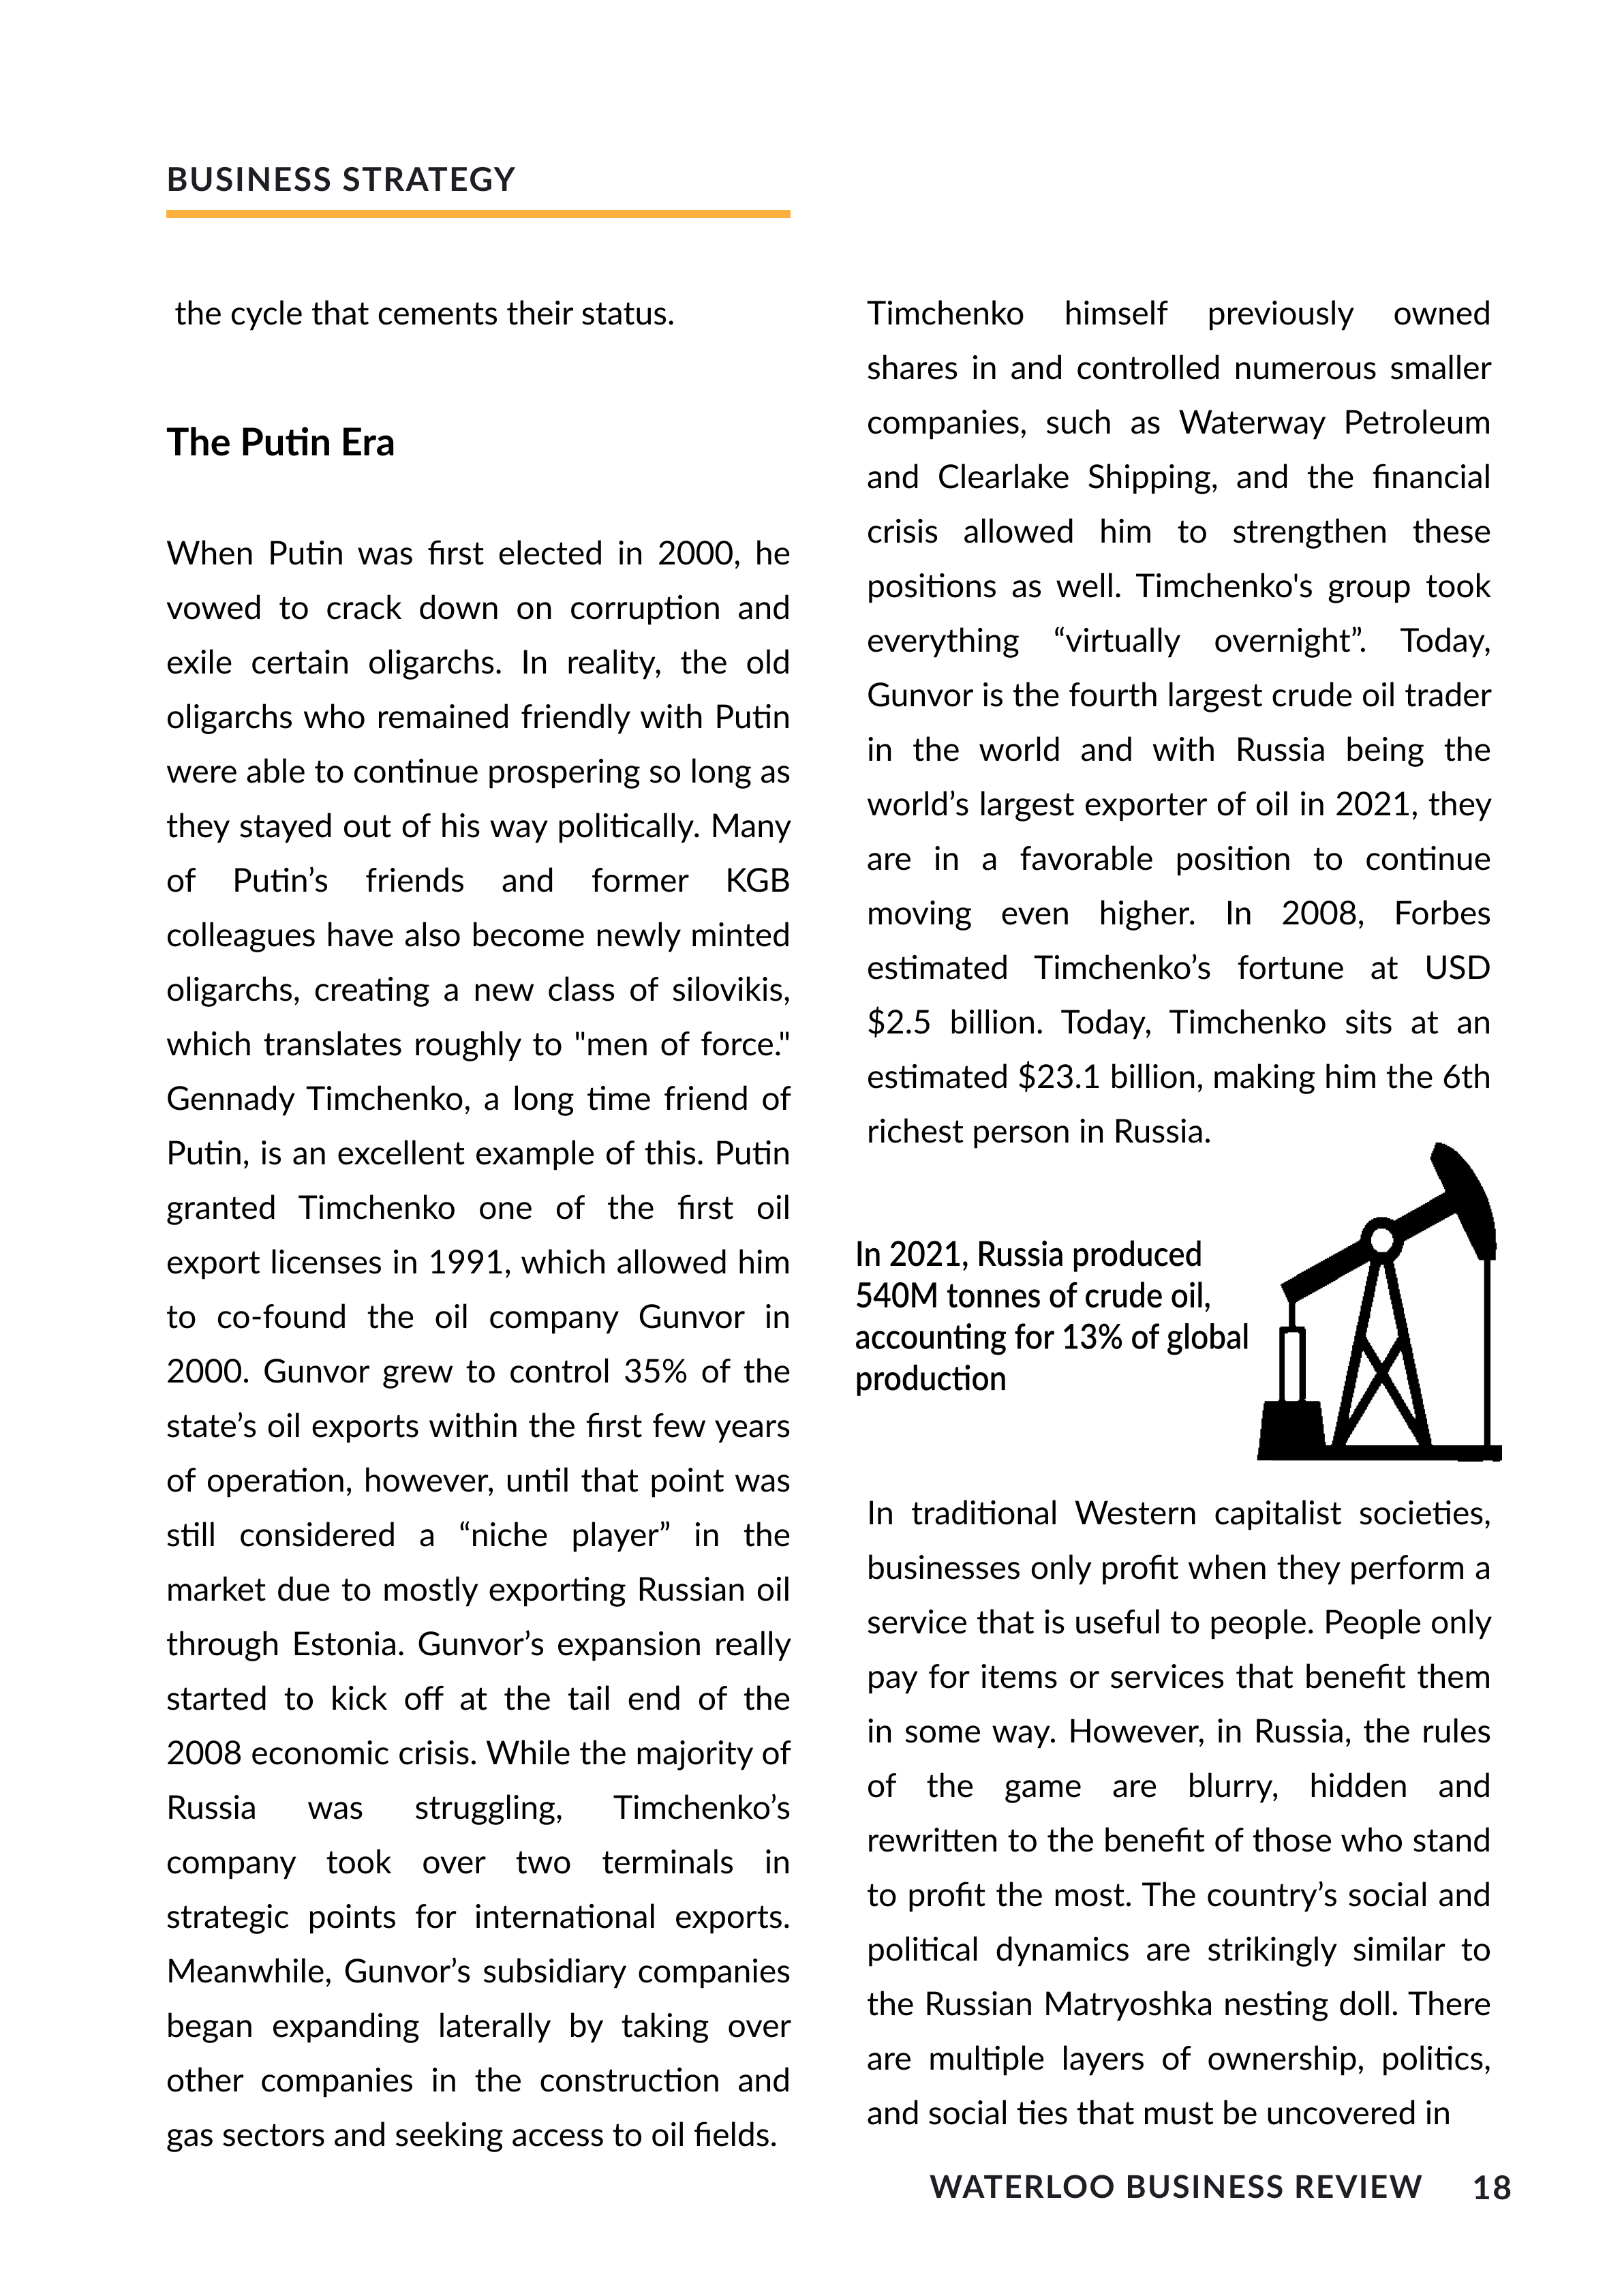 BUSINESS STRATEGY
the cycle that cements their status.
The Putin Era
When Putin was first elected in 2000, he
vowed to crack down on corruption and
exile certain oligarchs. In reality, the old
oligarchs who remained friendly with Putin
were able to continue prospering so long as
they stayed out of his way politically. Many
of Putin’s friends and former KGB
colleagues have also become newly minted
oligarchs, creating a new class of silovikis,
which translates roughly to "men of force."
Gennady Timchenko, a long time friend of
Putin, is an excellent example of this. Putin
granted Timchenko one of the first oil
export licenses in 1991, which allowed him
to co-found the oil company Gunvor in
2000. Gunvor grew to control 35% of the
state’s oil exports within the first few years
of operation, however, until that point was
still considered a “niche player” in the
market due to mostly exporting Russian oil
through Estonia. Gunvor’s expansion really
started to kick off at the tail end of the
2008 economic crisis. While the majority of
Russia was struggling, Timchenko’s
company took over two terminals in
strategic points for international exports.
Meanwhile, Gunvor’s subsidiary companies
began expanding laterally by taking over
other companies in the construction and
gas sectors and seeking access to oil fields.
Timchenko himself previously owned
shares in and controlled numerous smaller
companies, such as Waterway Petroleum
and Clearlake Shipping, and the financial
crisis allowed him to strengthen these
positions as well. Timchenko's group took
everything “virtually overnight”. Today,
Gunvor is the fourth largest crude oil trader
in the world and with Russia being the
world’s largest exporter of oil in 2021, they
are in a favorable position to continue
moving even higher. In 2008, Forbes
estimated Timchenko’s fortune at USD
$2.5 billion. Today, Timchenko sits at an
estimated $23.1 billion, making him the 6th
richest person in Russia.
In 2021, Russia produced
540M tonnes of crude oil,
accounting for 13% of global
production
In traditional Western capitalist societies,
businesses only profit when they perform a
service that is useful to people. People only
pay for items or services that benefit them
in some way. However, in Russia, the rules
of the game are blurry, hidden and
rewritten to the benefit of those who stand
to profit the most. The country’s social and
political dynamics are strikingly similar to
the Russian Matryoshka nesting doll. There
are multiple layers of ownership, politics,
and social ties that must be uncovered in
WATERLOO BUSINESS REVIEW 18